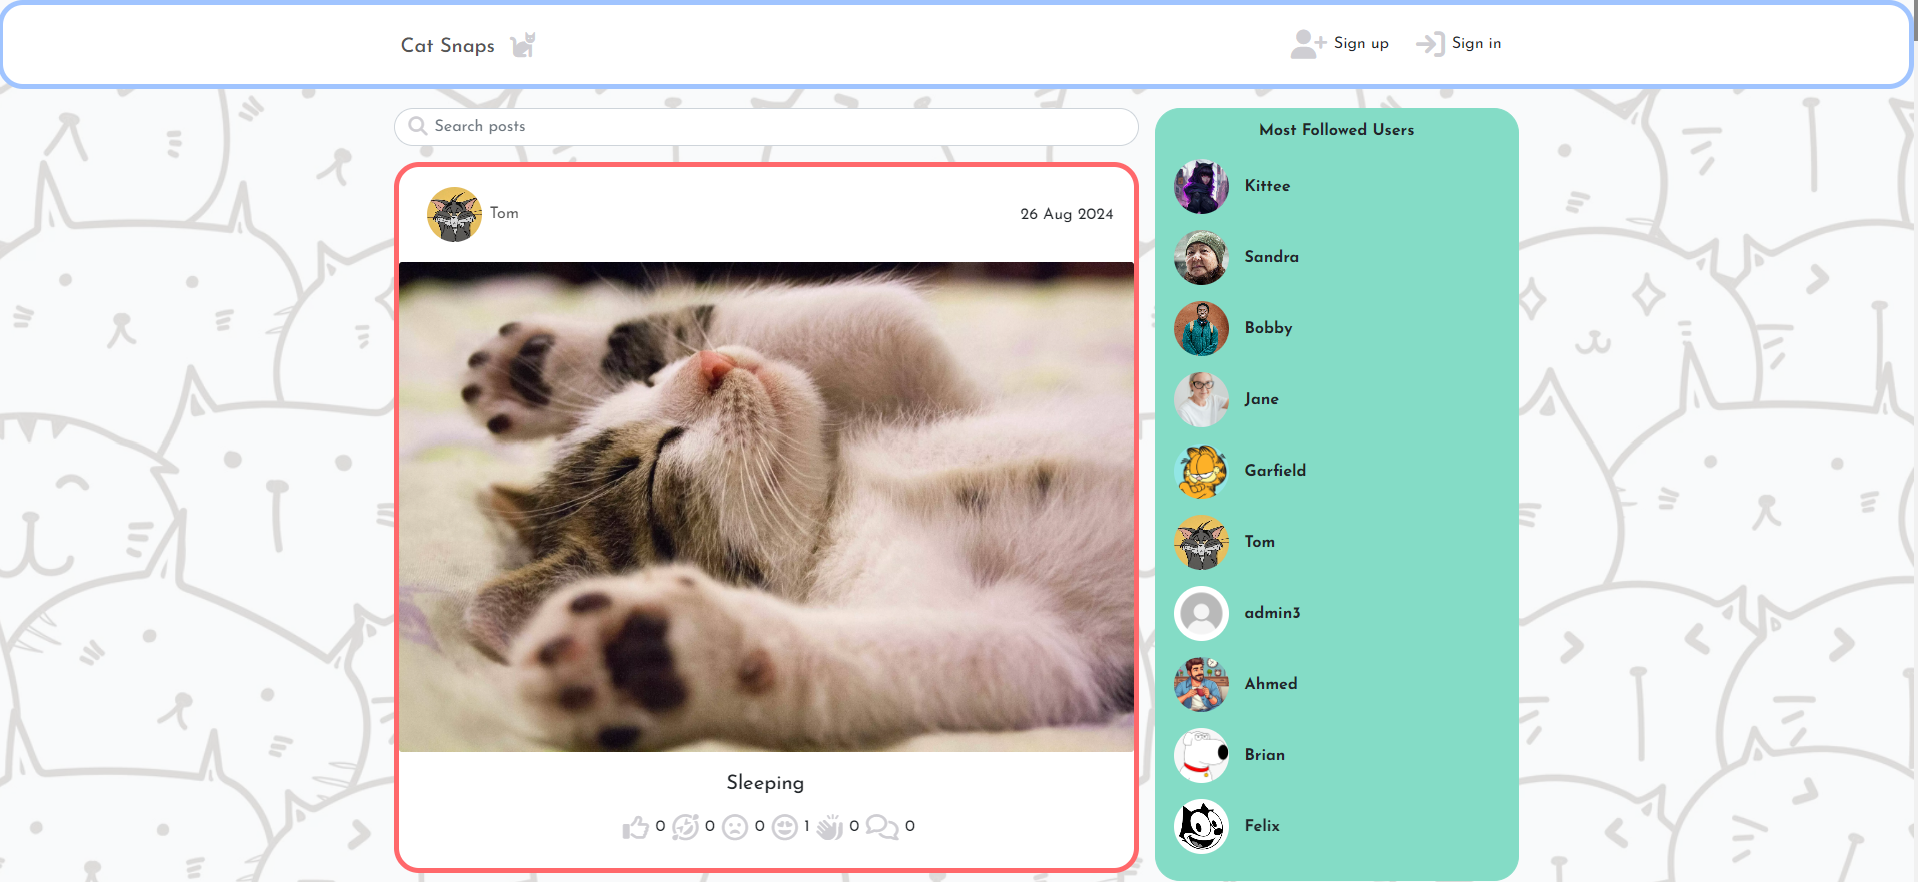 Cat Snaps
Sign up
Sign in
Search posts
Tom
26 Aug 2024
Sleeping
0 0 0 1 0 0
Most Followed Users
Kittee
Sandra
Bobby
Jane
Garfield
Tom
admin3
Ahmed
Brian
Felix